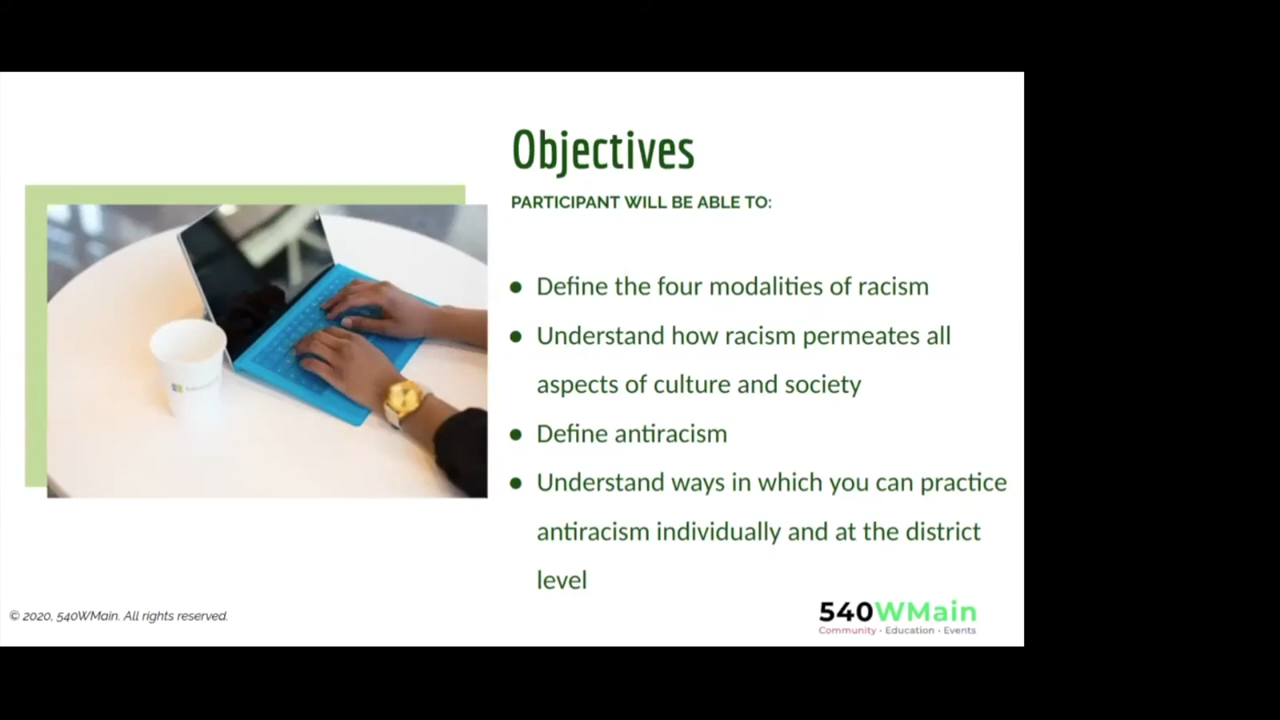 Objectives
PARTICIPANT WILL BE ABLE TO:
● Define the four modalities of racism
● Understand how racism permeates all
aspects of culture and society
● Define antiracism
● Understand ways in which you can practice
antiracism individually and at the district
level
© 2020, 540WMain. All rights reserved.
540WMain
Community • Education • Events